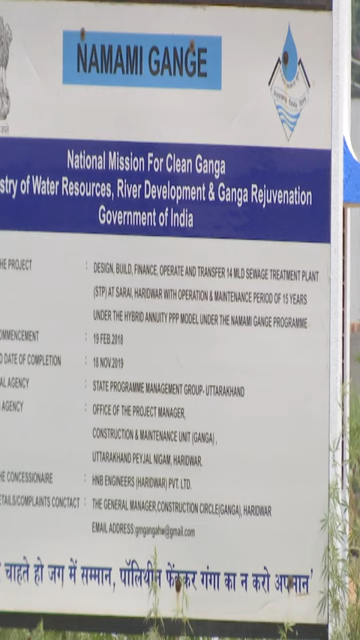 NAMAMI GANGE
National Mission For Clean Ganga
stry of Water Resources, River Development & Ganga Rejuvenation
Government of India
HE PROJECT : DESIGN, BUILD, FINANCE, OPERATE AND TRANSFER 14 MLD SEWAGE TREATMENT PLANT
(STP) AT SARAI, HARIDWAR WITH OPERATION & MAINTENANCE PERIOD OF 15 YEARS
UNDER THE HYBRID ANNUITY PPP MODEL UNDER THE NAMAMI GANGE PROGRAMME
OMMENCEMENT : 19 FEB.2018
D DATE OF COMPLETION : 18 NOV.2019
AL AGENCY : STATE PROGRAMME MANAGEMENT GROUP- UTTARAKHAND
AGENCY : OFFICE OF THE PROJECT MANAGER,
CONSTRUCTION & MAINTENANCE UNIT (GANGA) ,
UTTARAKHAND PEYJAL NIGAM, HARIDWAR.
HE CONCESSIONAIRE : HNB ENGINEERS (HARIDWAR) PVT. LTD.
ETAILS/COMPLAINTS CONCTACT : THE GENERAL MANAGER,CONSTRUCTION CIRCLE(GANGA), HARIDWAR
EMAIL ADDRESS:gmgangahw@gmail.com
चाहते हो जग में सम्मान, पॉलिथीन फेंककर गंगा का न करो अपमान'